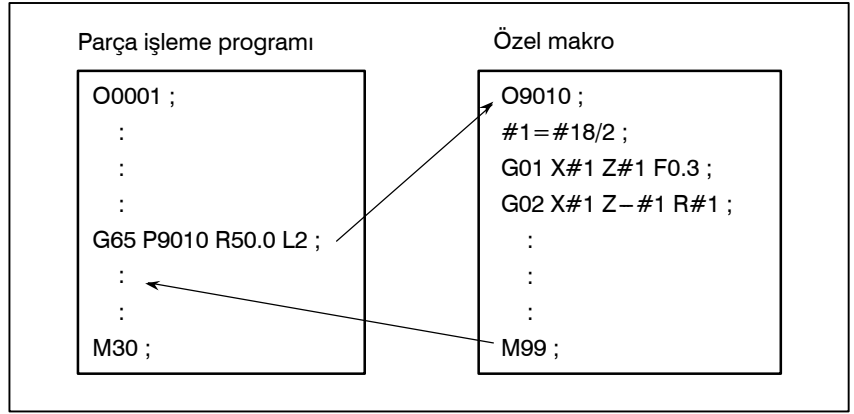 Parça işleme programı
O0001 ;
:
:
:
G65 P9010 R50.0 L2 ;
:
:
M30 ;
Özel makro
O9010 ;
#1=#18/2 ;
G01 X#1 Z#1 F0.3 ;
G02 X#1 Z–#1 R#1 ;
:
:
:
M99 ;